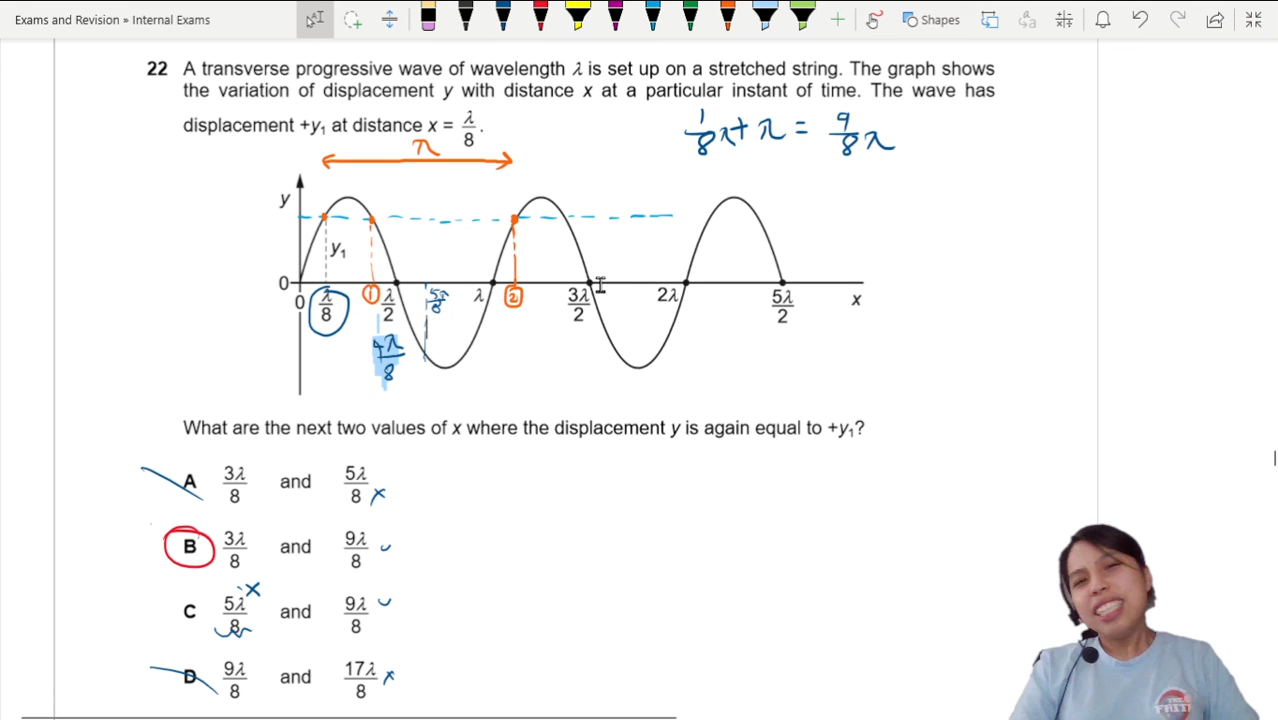 Exams and Revision » Internal Exams
Shapes
22 A transverse progressive wave of wavelength λ is set up on a stretched string. The graph shows
the variation of displacement y with distance x at a particular instant of time. The wave has
displacement +y₁ at distance x = λ/8.
1/8 λ + λ = 9/8 λ
λ
y
y₁
0
0 λ/8 ① λ/2 5λ/8 λ 2 3λ/2 2λ 5λ/2 x
4λ/8
What are the next two values of x where the displacement y is again equal to +y₁?
A 3λ/8 and 5λ/8 x
B 3λ/8 and 9λ/8
C 5λ/8 x and 9λ/8
D 9λ/8 and 17λ/8 x
THE